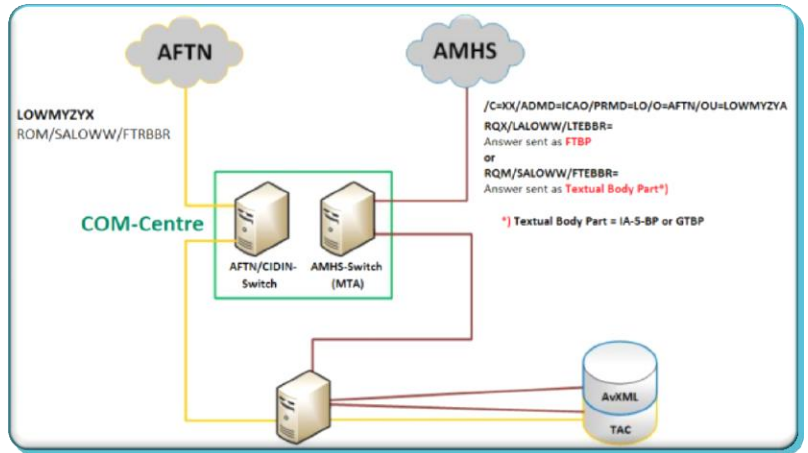 AFTN
AMHS
LOWMYZYX
ROM/SALOWW/FTRBBR
/C=XX/ADMD=ICAO/PRMD=LO/O=AFTN/OU=LOWMYZYA
RQX/LALOWW/LTEBBR=
Answer sent as FTBP
or
RQM/SALOWW/FTEBBR=
Answer sent as Textual Body Part*)
*) Textual Body Part = IA-5-BP or GTBP
COM-Centre
AFTN/CIDIN-
Switch
AMHS-Switch
(MTA)
AvXML
TAC